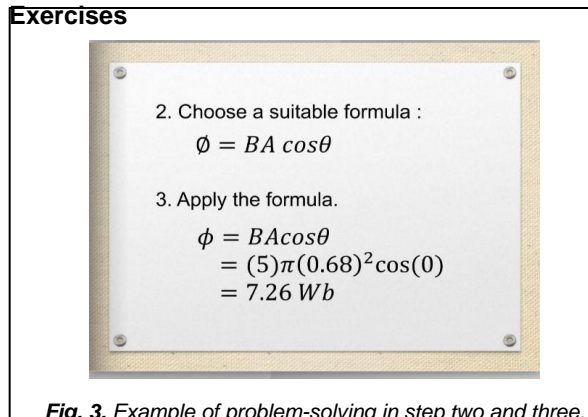 Exercises
2. Choose a suitable formula :
Ø = BA cosθ
3. Apply the formula.
ϕ = BAcosθ
= (5)π(0.68)²cos(0)
= 7.26 Wb
Fig. 3. Example of problem-solving in step two and three.